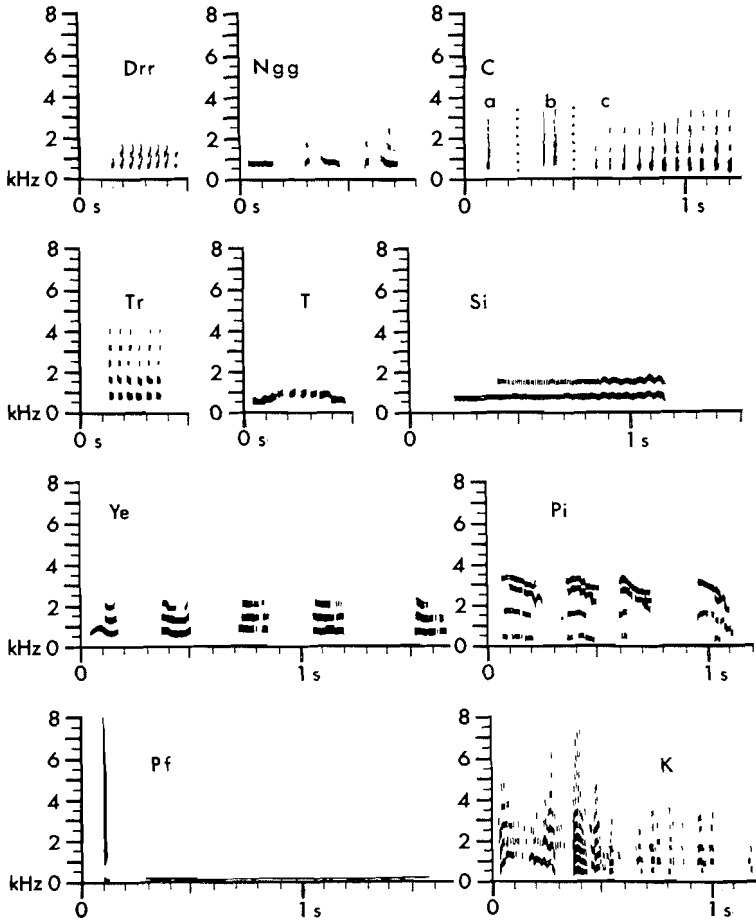 8 8 8
Drr Ngg C
6 6 6
a b c
4 4 4
2 2 2
kHz 0 0 0
0 s 0 s 1 s
8 8 8
Tr T Si
6 6 6
4 4 4
2 2 2
kHz 0 0 0
0 s 0 s 0 1 s
8 8
Ye Pi
6 6
4 4
2 2
kHz 0 0
0 1 s 0 1 s
8 8
Pf K
6 6
4 4
2 2
kHz 0 0
0 1 s 0 1 s